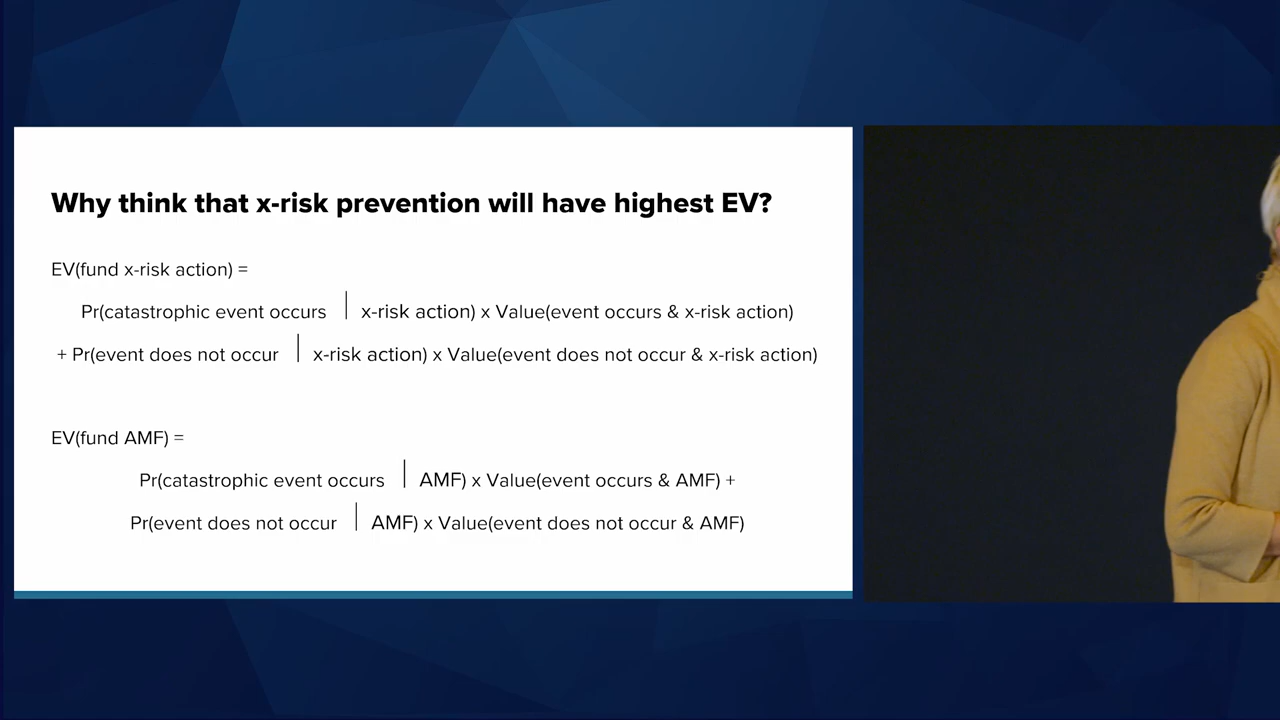 Why think that x-risk prevention will have highest EV?
EV(fund x-risk action) =
Pr(catastrophic event occurs | x-risk action) x Value(event occurs & x-risk action)
+ Pr(event does not occur | x-risk action) x Value(event does not occur & x-risk action)
EV(fund AMF) =
Pr(catastrophic event occurs | AMF) x Value(event occurs & AMF) +
Pr(event does not occur | AMF) x Value(event does not occur & AMF)